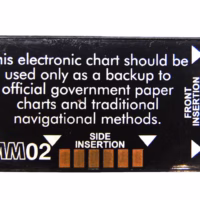 his electronic chart should be
used only as a backup to
official government paper
charts and traditional
navigational methods.
FRONT
INSERTION
MM02
SIDE
INSERTION